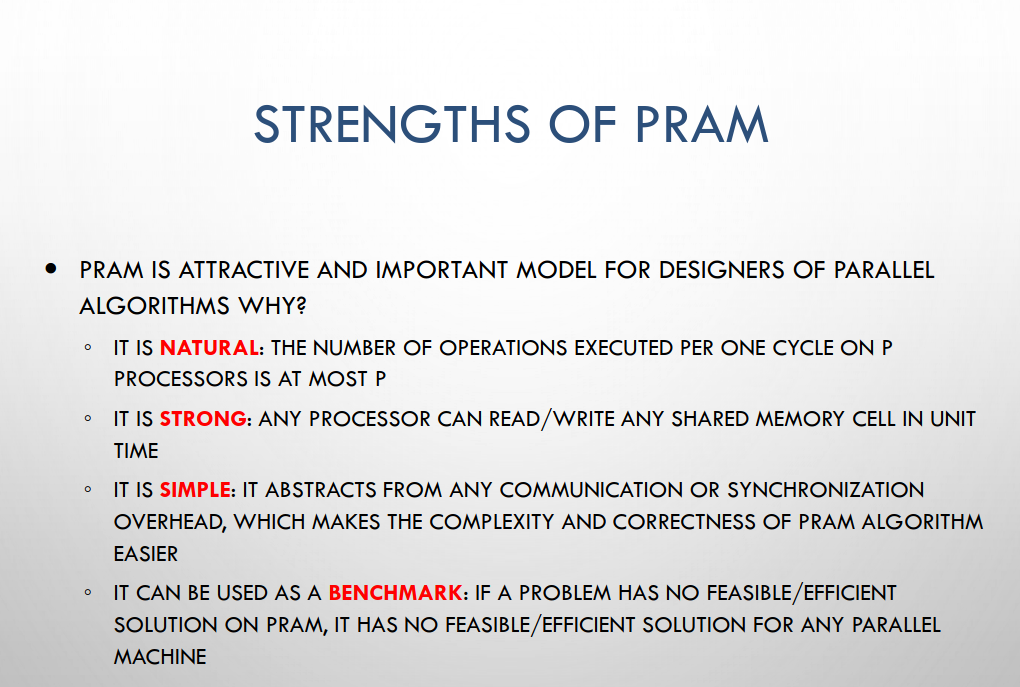 STRENGTHS OF PRAM
● PRAM IS ATTRACTIVE AND IMPORTANT MODEL FOR DESIGNERS OF PARALLEL
ALGORITHMS WHY?
◦ IT IS NATURAL: THE NUMBER OF OPERATIONS EXECUTED PER ONE CYCLE ON P
PROCESSORS IS AT MOST P
◦ IT IS STRONG: ANY PROCESSOR CAN READ/WRITE ANY SHARED MEMORY CELL IN UNIT
TIME
◦ IT IS SIMPLE: IT ABSTRACTS FROM ANY COMMUNICATION OR SYNCHRONIZATION
OVERHEAD, WHICH MAKES THE COMPLEXITY AND CORRECTNESS OF PRAM ALGORITHM
EASIER
◦ IT CAN BE USED AS A BENCHMARK: IF A PROBLEM HAS NO FEASIBLE/EFFICIENT
SOLUTION ON PRAM, IT HAS NO FEASIBLE/EFFICIENT SOLUTION FOR ANY PARALLEL
MACHINE